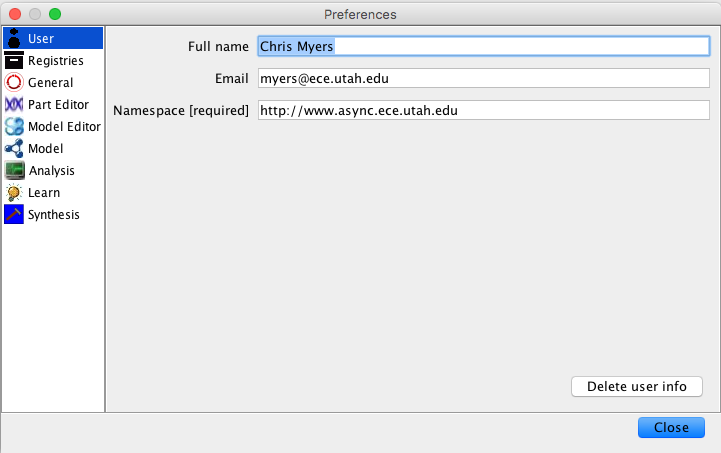 Preferences
User
Registries
General
Part Editor
Model Editor
Model
Analysis
Learn
Synthesis
Full name Chris Myers
Email myers@ece.utah.edu
Namespace [required] http://www.async.ece.utah.edu
Delete user info
Close